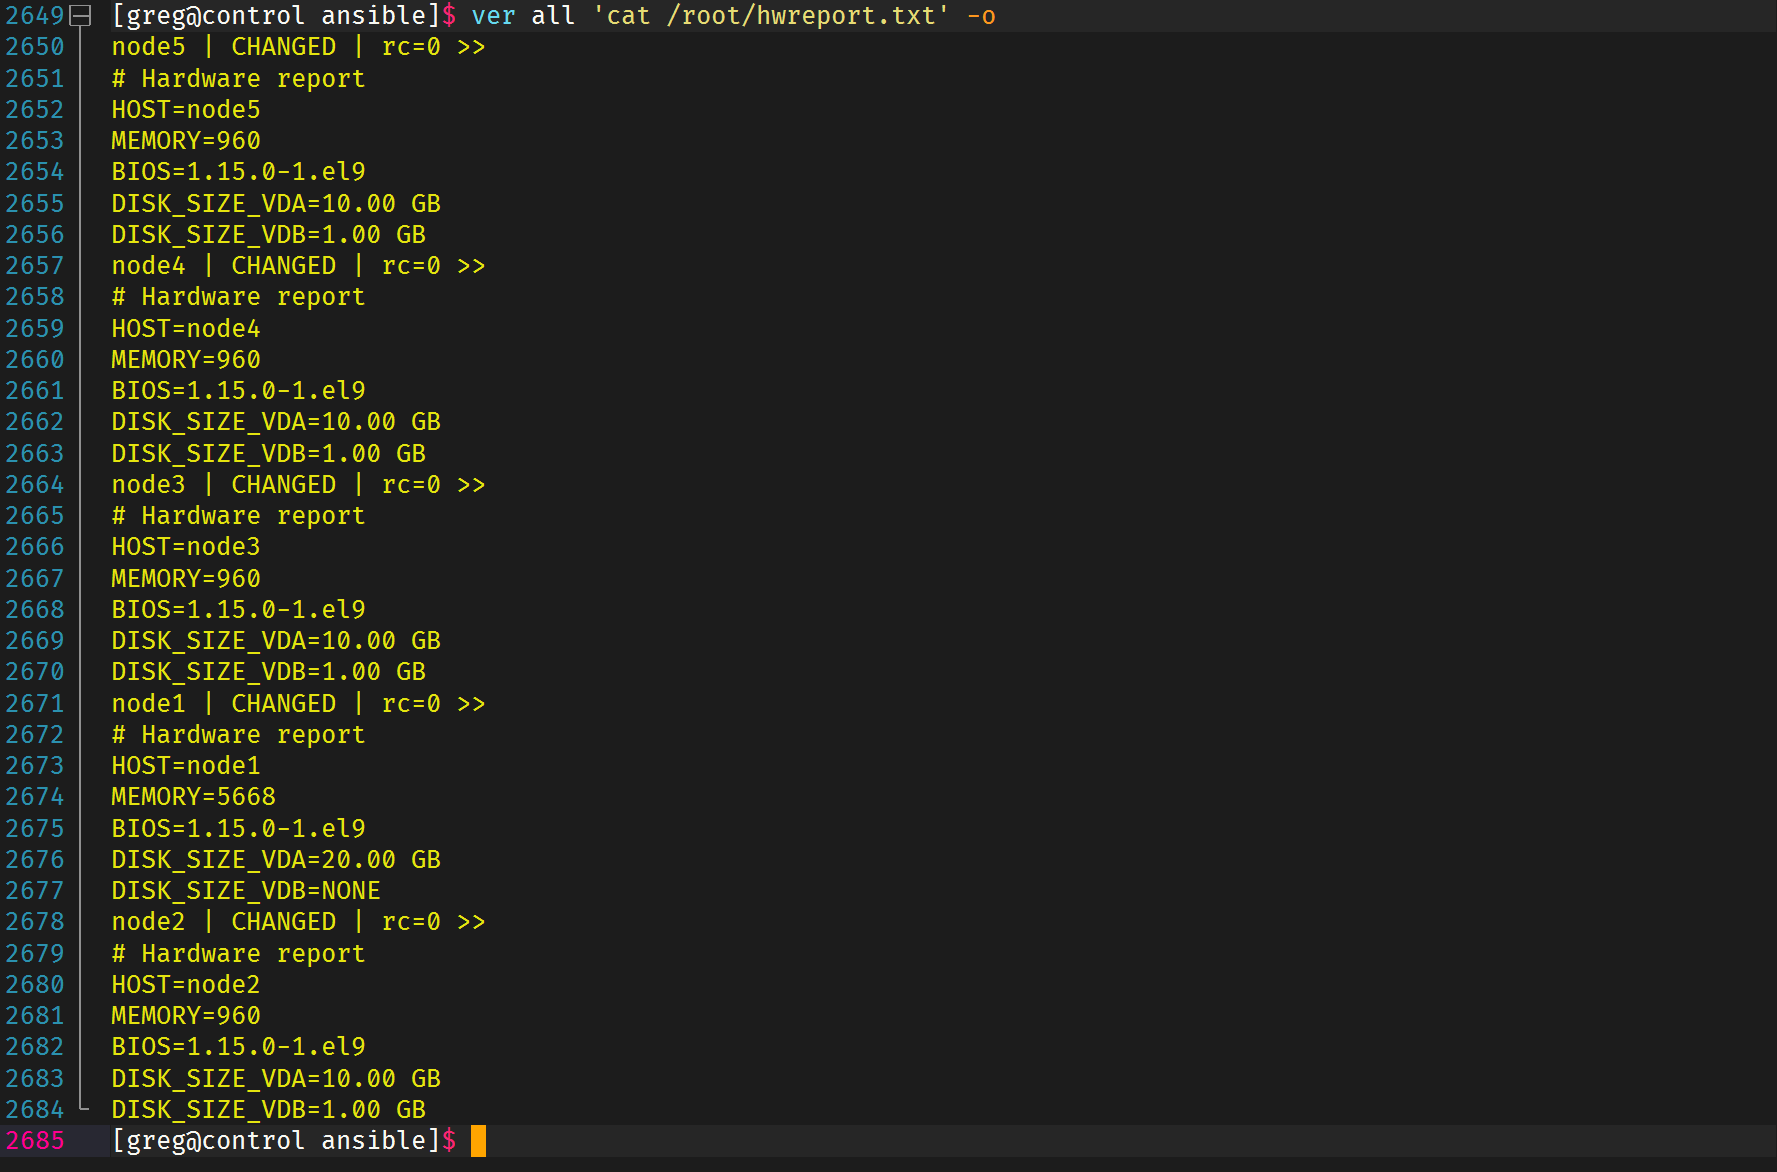 2649 [greg@control ansible]$ ver all 'cat /root/hwreport.txt' -o
2650 node5 | CHANGED | rc=0 >>
2651 # Hardware report
2652 HOST=node5
2653 MEMORY=960
2654 BIOS=1.15.0-1.el9
2655 DISK_SIZE_VDA=10.00 GB
2656 DISK_SIZE_VDB=1.00 GB
2657 node4 | CHANGED | rc=0 >>
2658 # Hardware report
2659 HOST=node4
2660 MEMORY=960
2661 BIOS=1.15.0-1.el9
2662 DISK_SIZE_VDA=10.00 GB
2663 DISK_SIZE_VDB=1.00 GB
2664 node3 | CHANGED | rc=0 >>
2665 # Hardware report
2666 HOST=node3
2667 MEMORY=960
2668 BIOS=1.15.0-1.el9
2669 DISK_SIZE_VDA=10.00 GB
2670 DISK_SIZE_VDB=1.00 GB
2671 node1 | CHANGED | rc=0 >>
2672 # Hardware report
2673 HOST=node1
2674 MEMORY=5668
2675 BIOS=1.15.0-1.el9
2676 DISK_SIZE_VDA=20.00 GB
2677 DISK_SIZE_VDB=NONE
2678 node2 | CHANGED | rc=0 >>
2679 # Hardware report
2680 HOST=node2
2681 MEMORY=960
2682 BIOS=1.15.0-1.el9
2683 DISK_SIZE_VDA=10.00 GB
2684 DISK_SIZE_VDB=1.00 GB
2685 [greg@control ansible]$